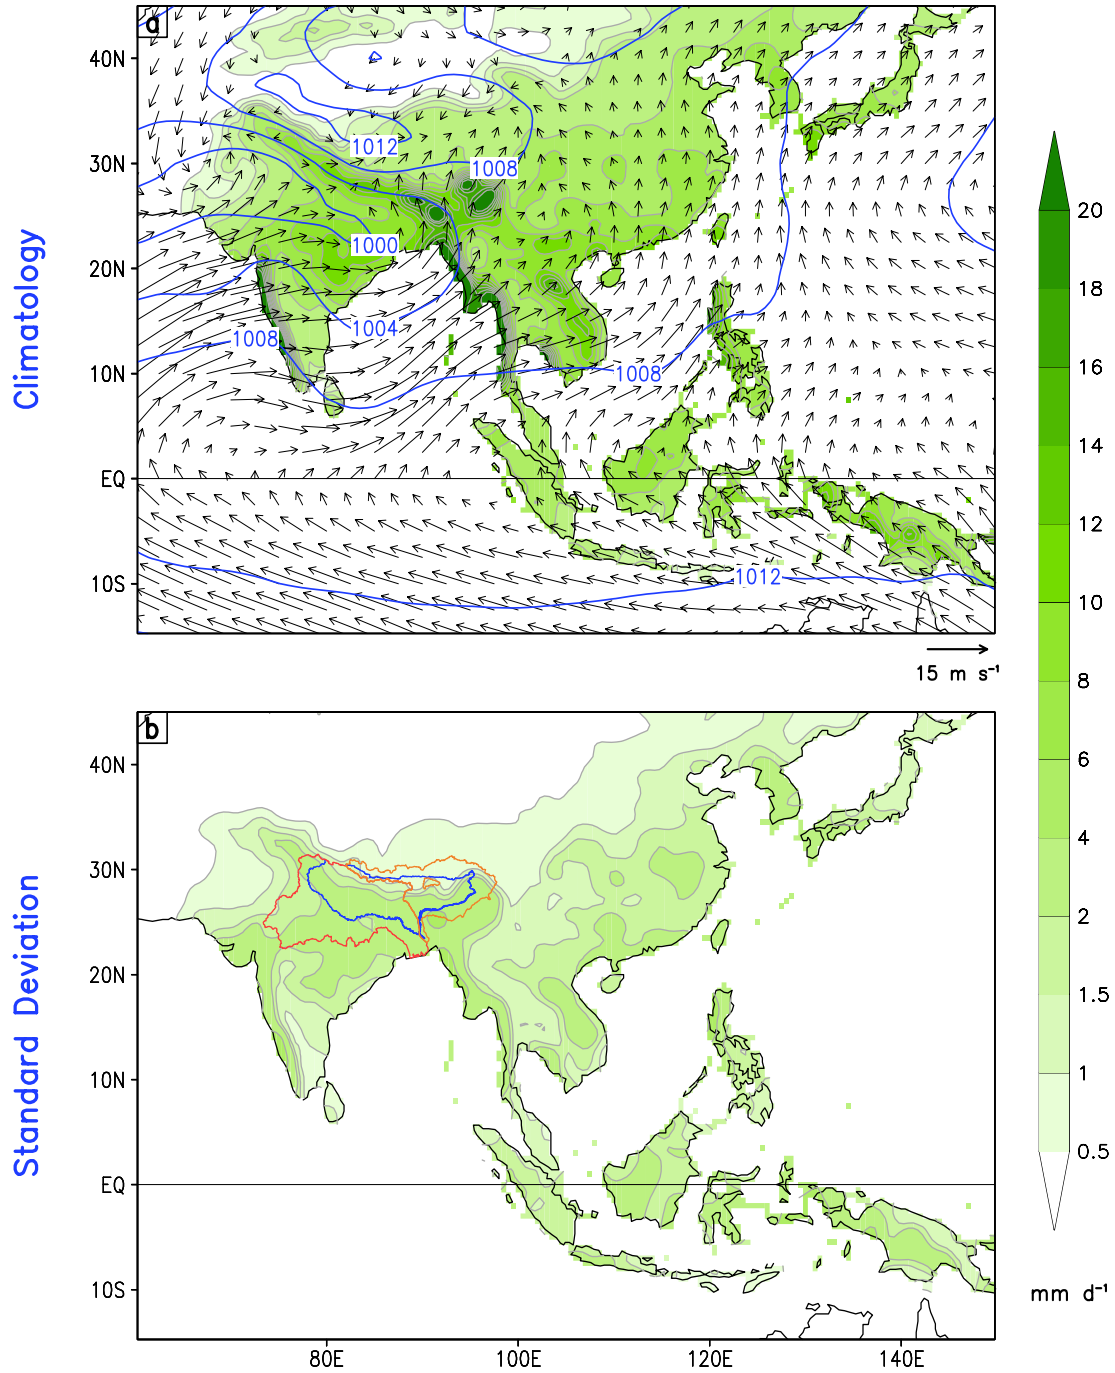 Climatology
a
40N
30N
20N
10N
EQ
10S
1012
1008
1000
1004
1008
1008
1012
15 m s⁻¹
Standard Deviation
b
40N
30N
20N
10N
EQ
10S
80E
100E
120E
140E
20
18
16
14
12
10
8
6
4
2
1.5
1
0.5
mm d⁻¹